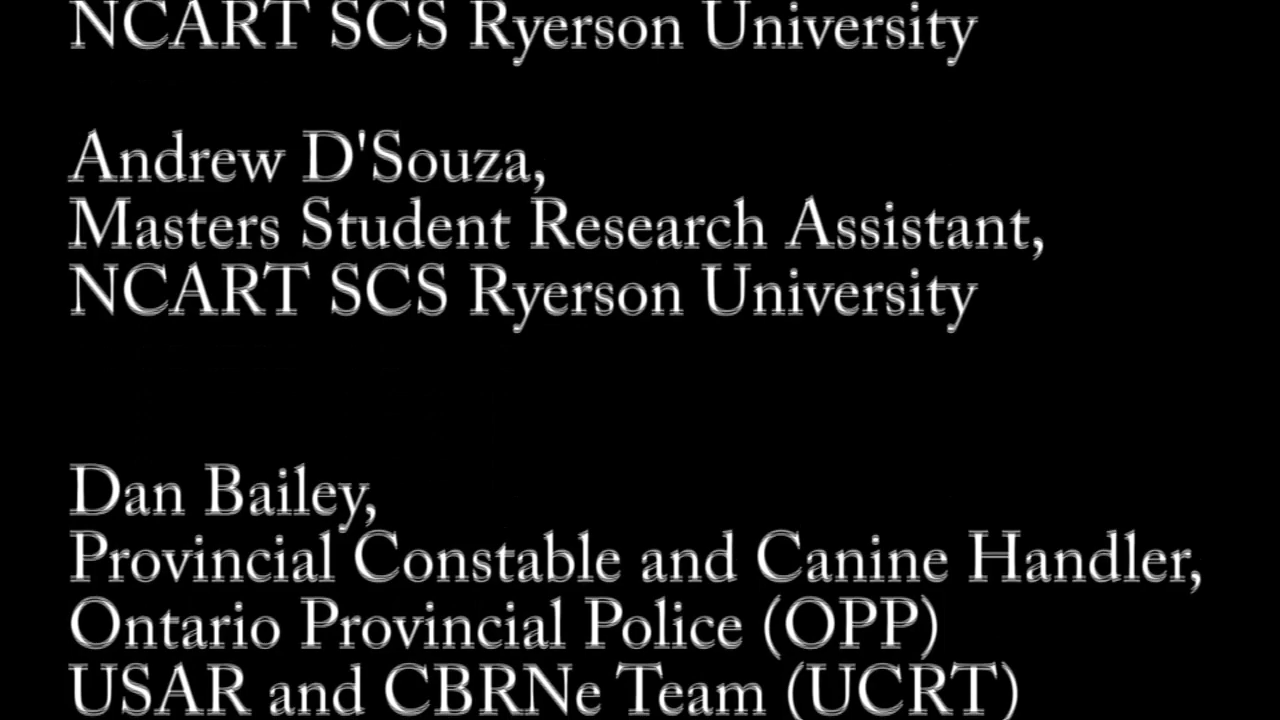 NCART SCS Ryerson University
Andrew D'Souza,
Masters Student Research Assistant,
NCART SCS Ryerson University
Dan Bailey,
Provincial Constable and Canine Handler,
Ontario Provincial Police (OPP)
USAR and CBRNe Team (UCRT)